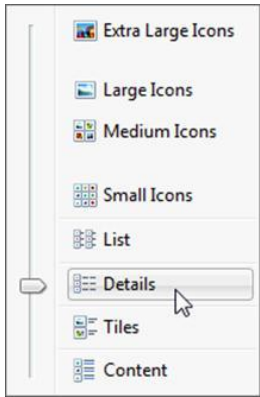 Extra Large Icons
Large Icons
Medium Icons
Small Icons
List
Details
Tiles
Content